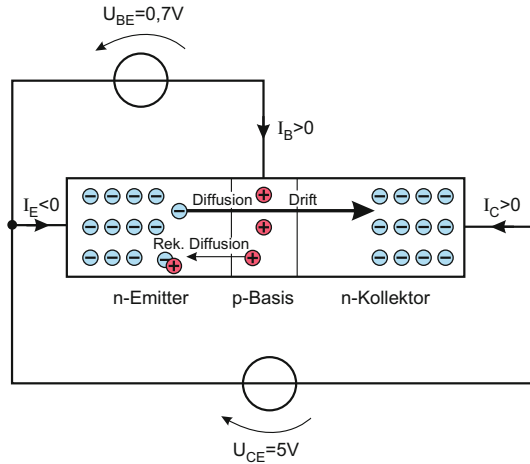 U_BE=0,7V
I_B>0
I_E<0
Diffusion Drift
I_C>0
Rek. Diffusion
n-Emitter p-Basis n-Kollektor
U_CE=5V